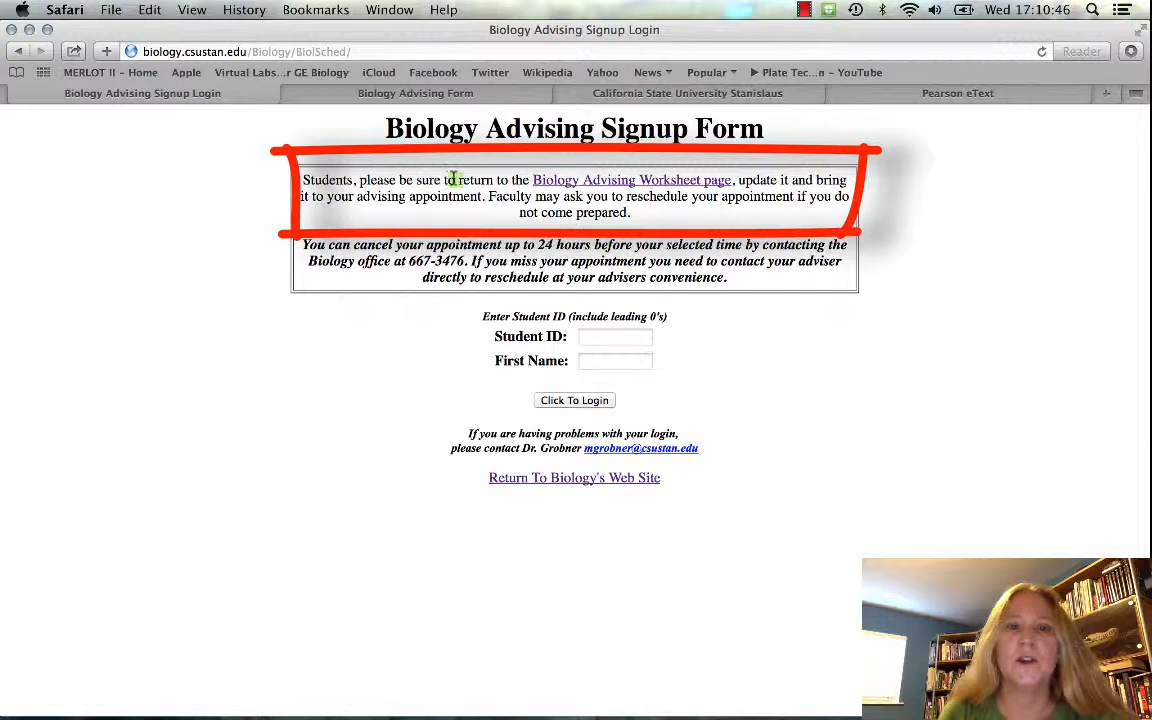 Safari File Edit View History Bookmarks Window Help Wed 17:10:46
Biology Advising Signup Login
biology.csustan.edu/Biology/BiolSched/ Reader
MERLOT II - Home Apple Virtual Labs...r GE Biology iCloud Facebook Twitter Wikipedia Yahoo News Popular Plate Tec...n - YouTube
Biology Advising Signup Login Biology Advising Form California State University Stanislaus Pearson eText
Biology Advising Signup Form
Students, please be sure to return to the Biology Advising Worksheet page, update it and bring
it to your advising appointment. Faculty may ask you to reschedule your appointment if you do
not come prepared.
You can cancel your appointment up to 24 hours before your selected time by contacting the
Biology office at 667-3476. If you miss your appointment you need to contact your adviser
directly to reschedule at your advisers convenience.
Enter Student ID (include leading 0's)
Student ID:
First Name:
Click To Login
If you are having problems with your login,
please contact Dr. Grobner mgrobner@csustan.edu
Return To Biology's Web Site